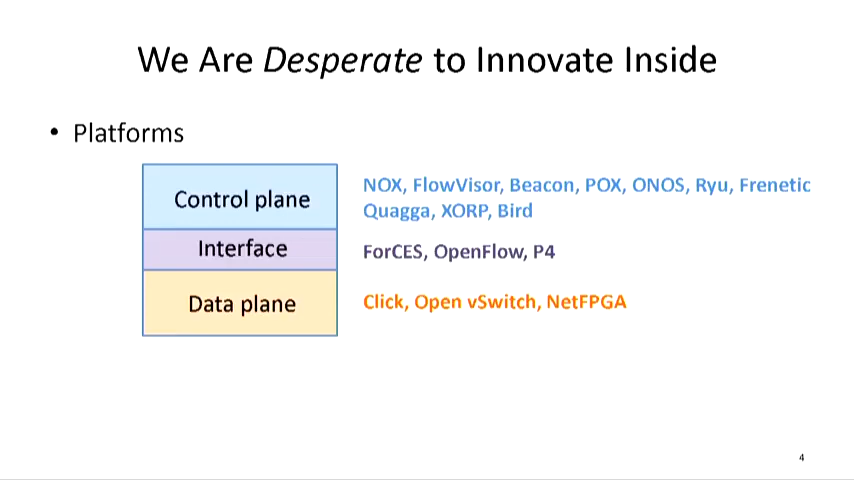 We Are Desperate to Innovate Inside
• Platforms
Control plane
NOX, FlowVisor, Beacon, POX, ONOS, Ryu, Frenetic
Quagga, XORP, Bird
Interface
ForCES, OpenFlow, P4
Data plane
Click, Open vSwitch, NetFPGA
4